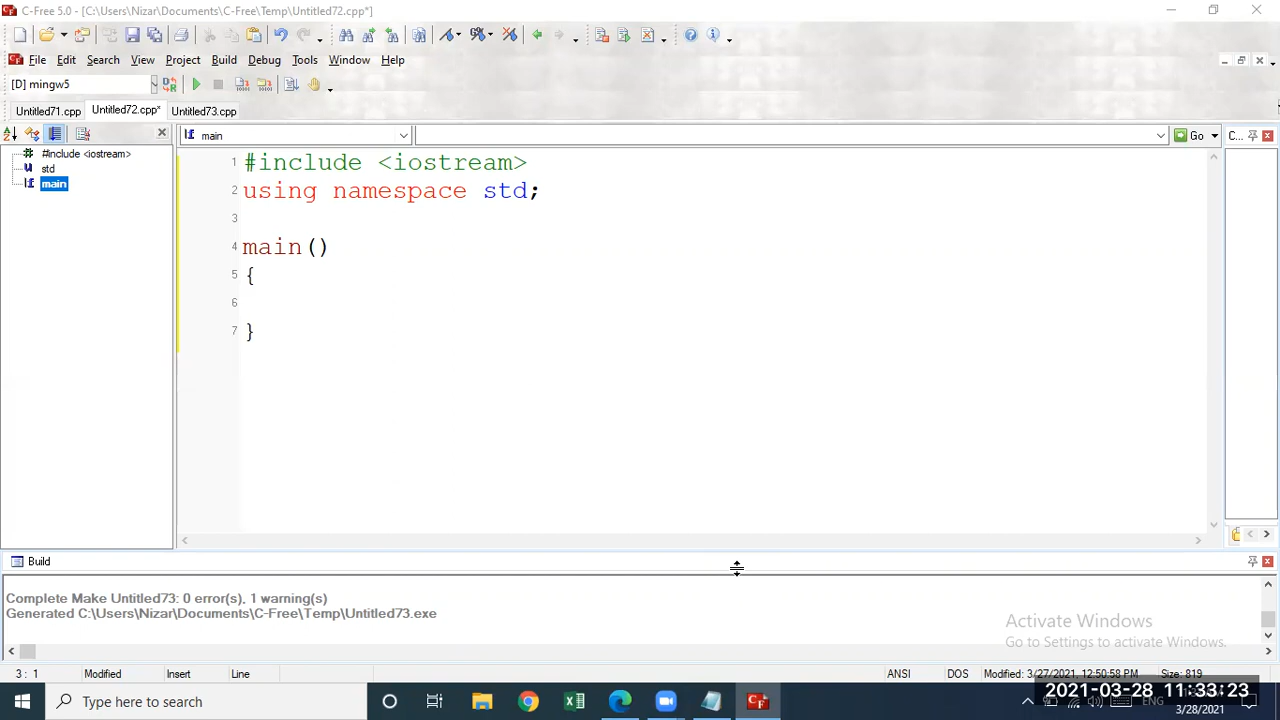 C-Free 5.0 - [C:\Users\Nizar\Documents\C-Free\Temp\Untitled72.cpp*]
File Edit Search View Project Build Debug Tools Window Help
[D] mingw5
Untitled71.cpp Untitled72.cpp* Untitled73.cpp
main Go C...
#include <iostream>
std
main
1 #include <iostream>
2 using namespace std;
3
4 main()
5 {
6
7 }
Build
Complete Make Untitled73: 0 error(s), 1 warning(s)
Generated C:\Users\Nizar\Documents\C-Free\Temp\Untitled73.exe
Activate Windows
Go to Settings to activate Windows.
3 : 1 Modified Insert Line ANSI DOS Modified: 3/27/2021, 12:50:58 PM Size: 819
Type here to search
2021-03-28 11:33:23
ENG
3/28/2021